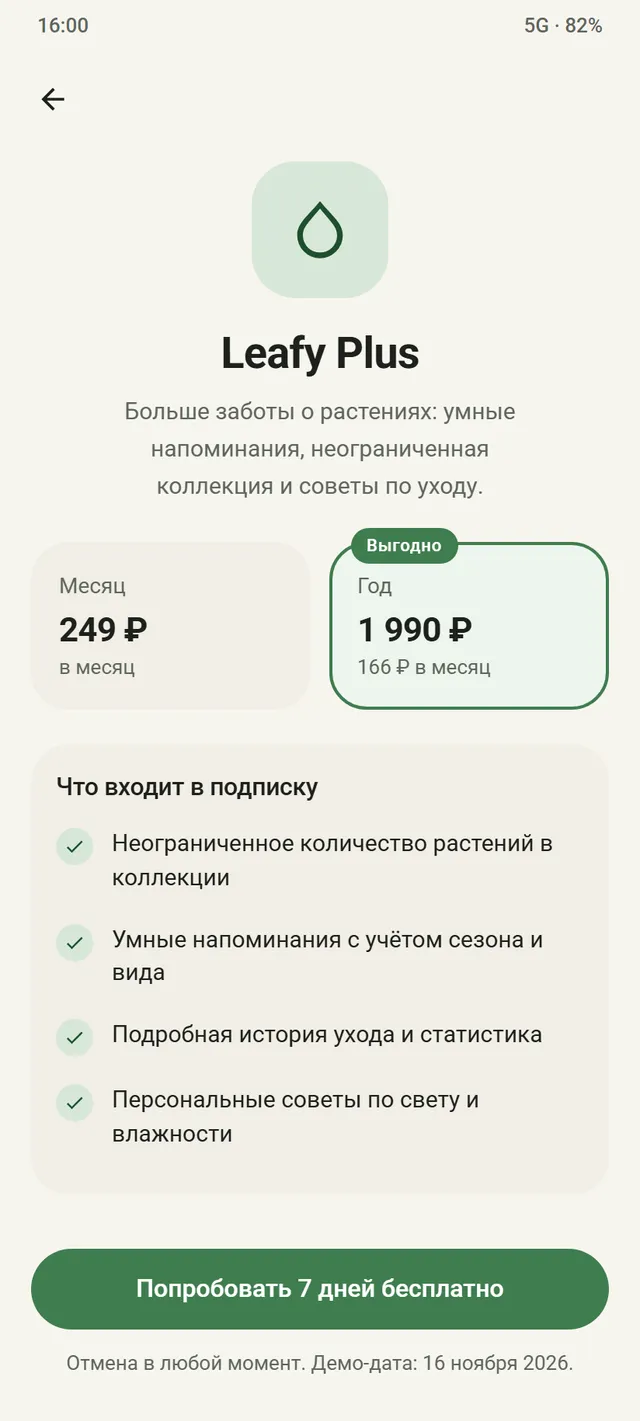 16:00
5G · 82%
Leafy Plus
Больше заботы о растениях: умные
напоминания, неограниченная
коллекция и советы по уходу.
Месяц
249 ₽
в месяц
Выгодно
Год
1 990 ₽
166 ₽ в месяц
Что входит в подписку
Неограниченное количество растений в
коллекции
Умные напоминания с учётом сезона и
вида
Подробная история ухода и статистика
Персональные советы по свету и
влажности
Попробовать 7 дней бесплатно
Отмена в любой момент. Демо-дата: 16 ноября 2026.